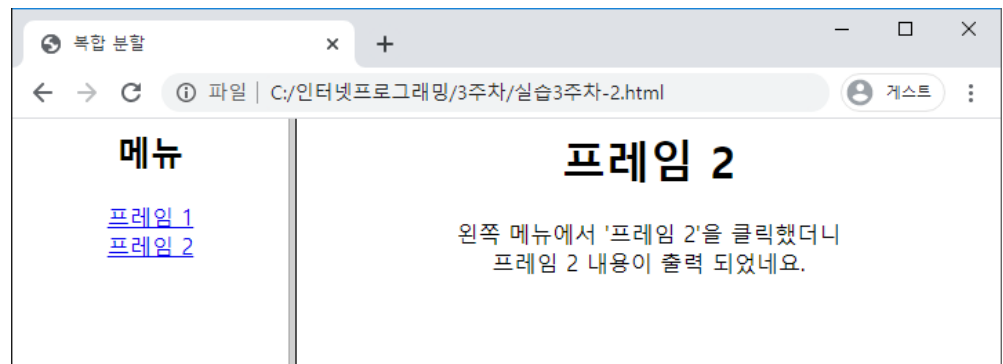 복합 분할
파일 | C:/인터넷프로그래밍/3주차/실습3주차-2.html
게스트
메뉴
프레임 1
프레임 2
프레임 2
왼쪽 메뉴에서 '프레임 2'을 클릭했더니
프레임 2 내용이 출력 되었네요.